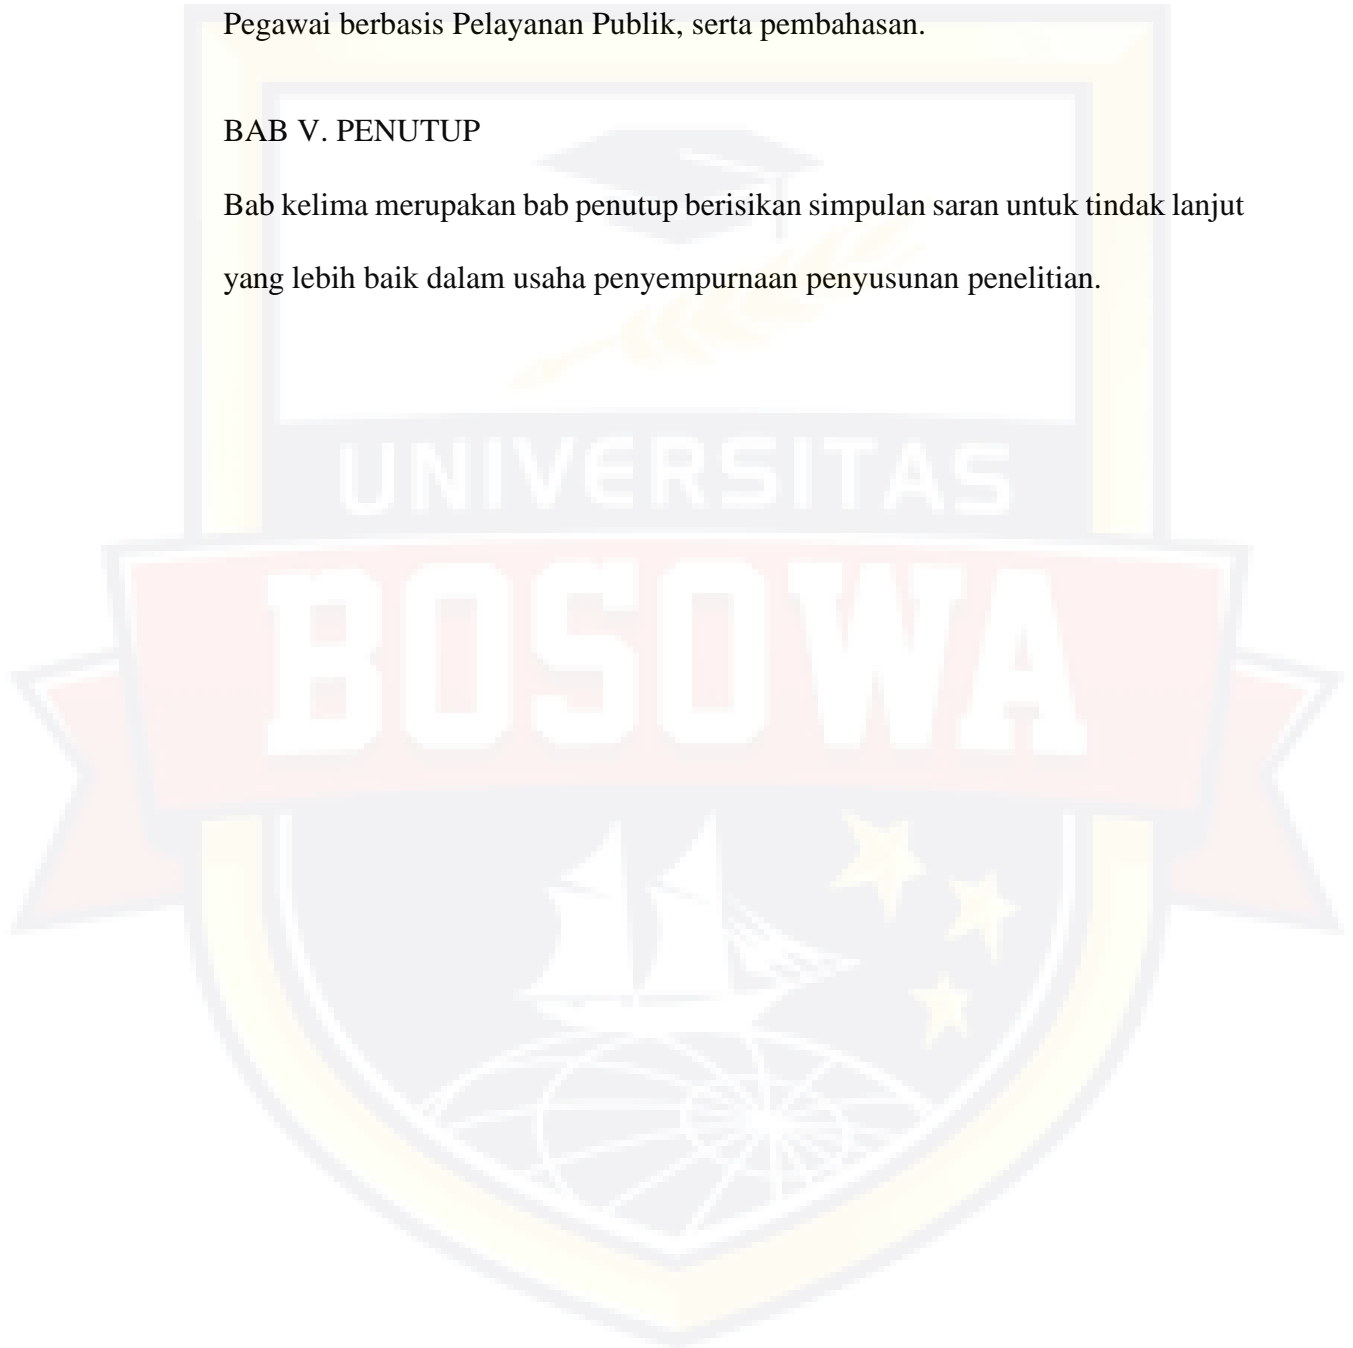 Pegawai berbasis Pelayanan Publik, serta pembahasan.
BAB V. PENUTUP
Bab kelima merupakan bab penutup berisikan simpulan saran untuk tindak lanjut
yang lebih baik dalam usaha penyempurnaan penyusunan penelitian.
UNIVERSITAS
BOSOWA